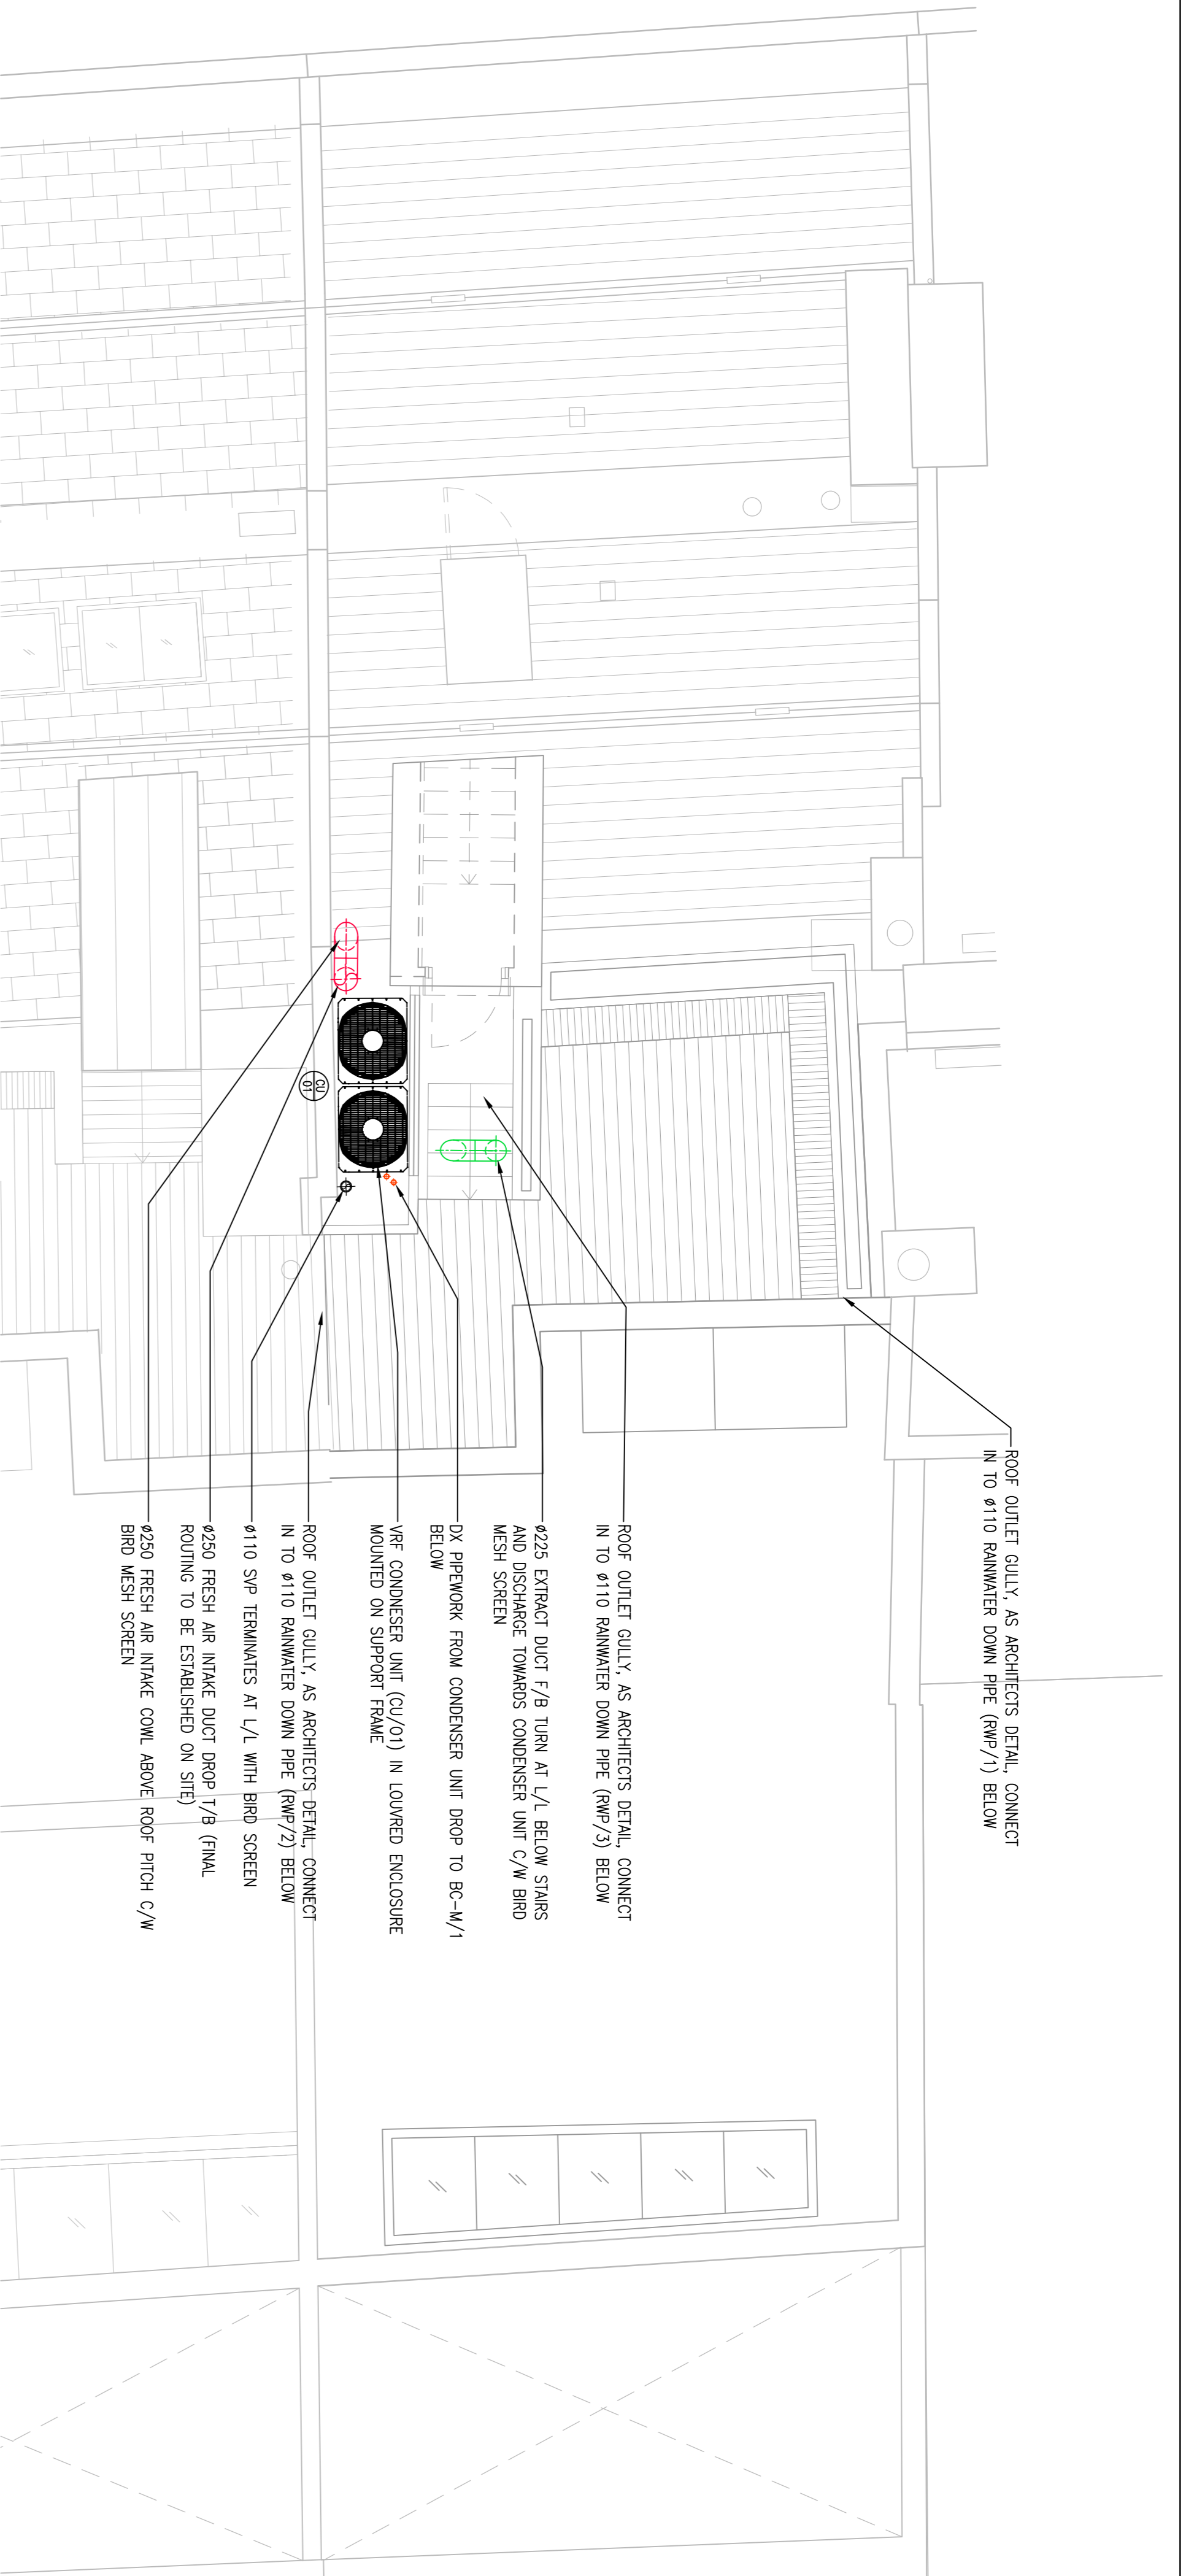 ROOF OUTLET GULLY, AS ARCHITECTS DETAIL, CONNECT
IN TO ø110 RAINWATER DOWN PIPE (RWP/1) BELOW
ROOF OUTLET GULLY, AS ARCHITECTS DETAIL, CONNECT
IN TO ø110 RAINWATER DOWN PIPE (RWP/3) BELOW
ø225 EXTRACT DUCT F/B TURN AT L/L BELOW STAIRS
AND DISCHARGE TOWARDS CONDENSER UNIT C/W BIRD
MESH SCREEN
DX PIPEWORK FROM CONDENSER UNIT DROP TO BC-M/1
BELOW
VRF CONDNESER UNIT (CU/01) IN LOUVRED ENCLOSURE
MOUNTED ON SUPPORT FRAME
ROOF OUTLET GULLY, AS ARCHITECTS DETAIL, CONNECT
IN TO ø110 RAINWATER DOWN PIPE (RWP/2) BELOW
ø110 SVP TERMINATES AT L/L WITH BIRD SCREEN
ø250 FRESH AIR INTAKE DUCT DROP T/B (FINAL
ROUTING TO BE ESTABLISHED ON SITE)
ø250 FRESH AIR INTAKE COWL ABOVE ROOF PITCH C/W
BIRD MESH SCREEN
CU
01